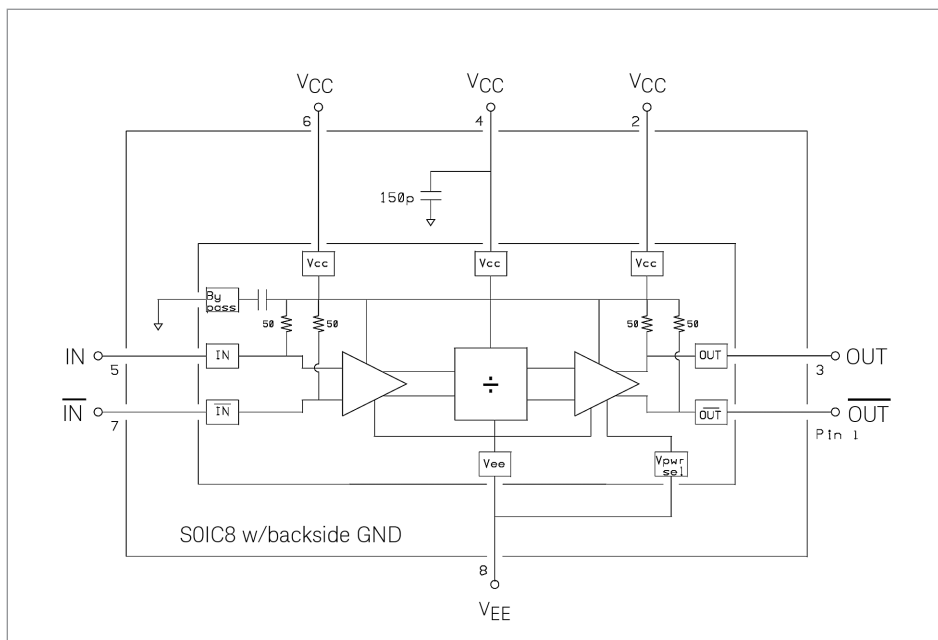 VCC VCC VCC
6 4 2
150p
Vcc Vcc Vcc
By
pass
50 50 50 50
IN IN OUT OUT
5 3
÷
IN IN OUT OUT
7 Pin 1
Vee Vpwr
sel
SOIC8 w/backside GND
8
VEE